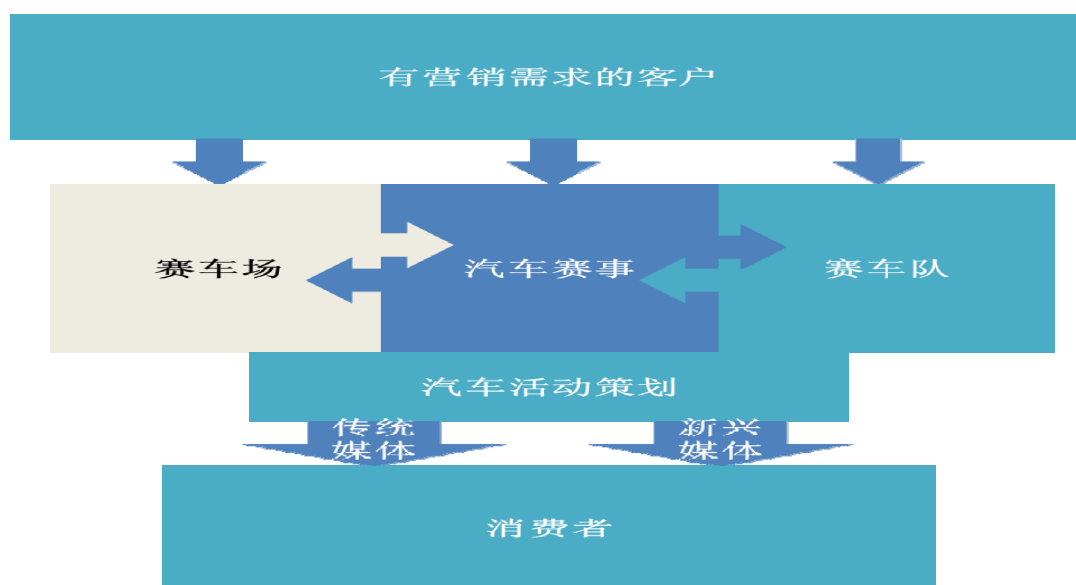 有营销需求的客户
赛车场
汽车赛事
赛车队
汽车活动策划
传统
媒体
新兴
媒体
消费者